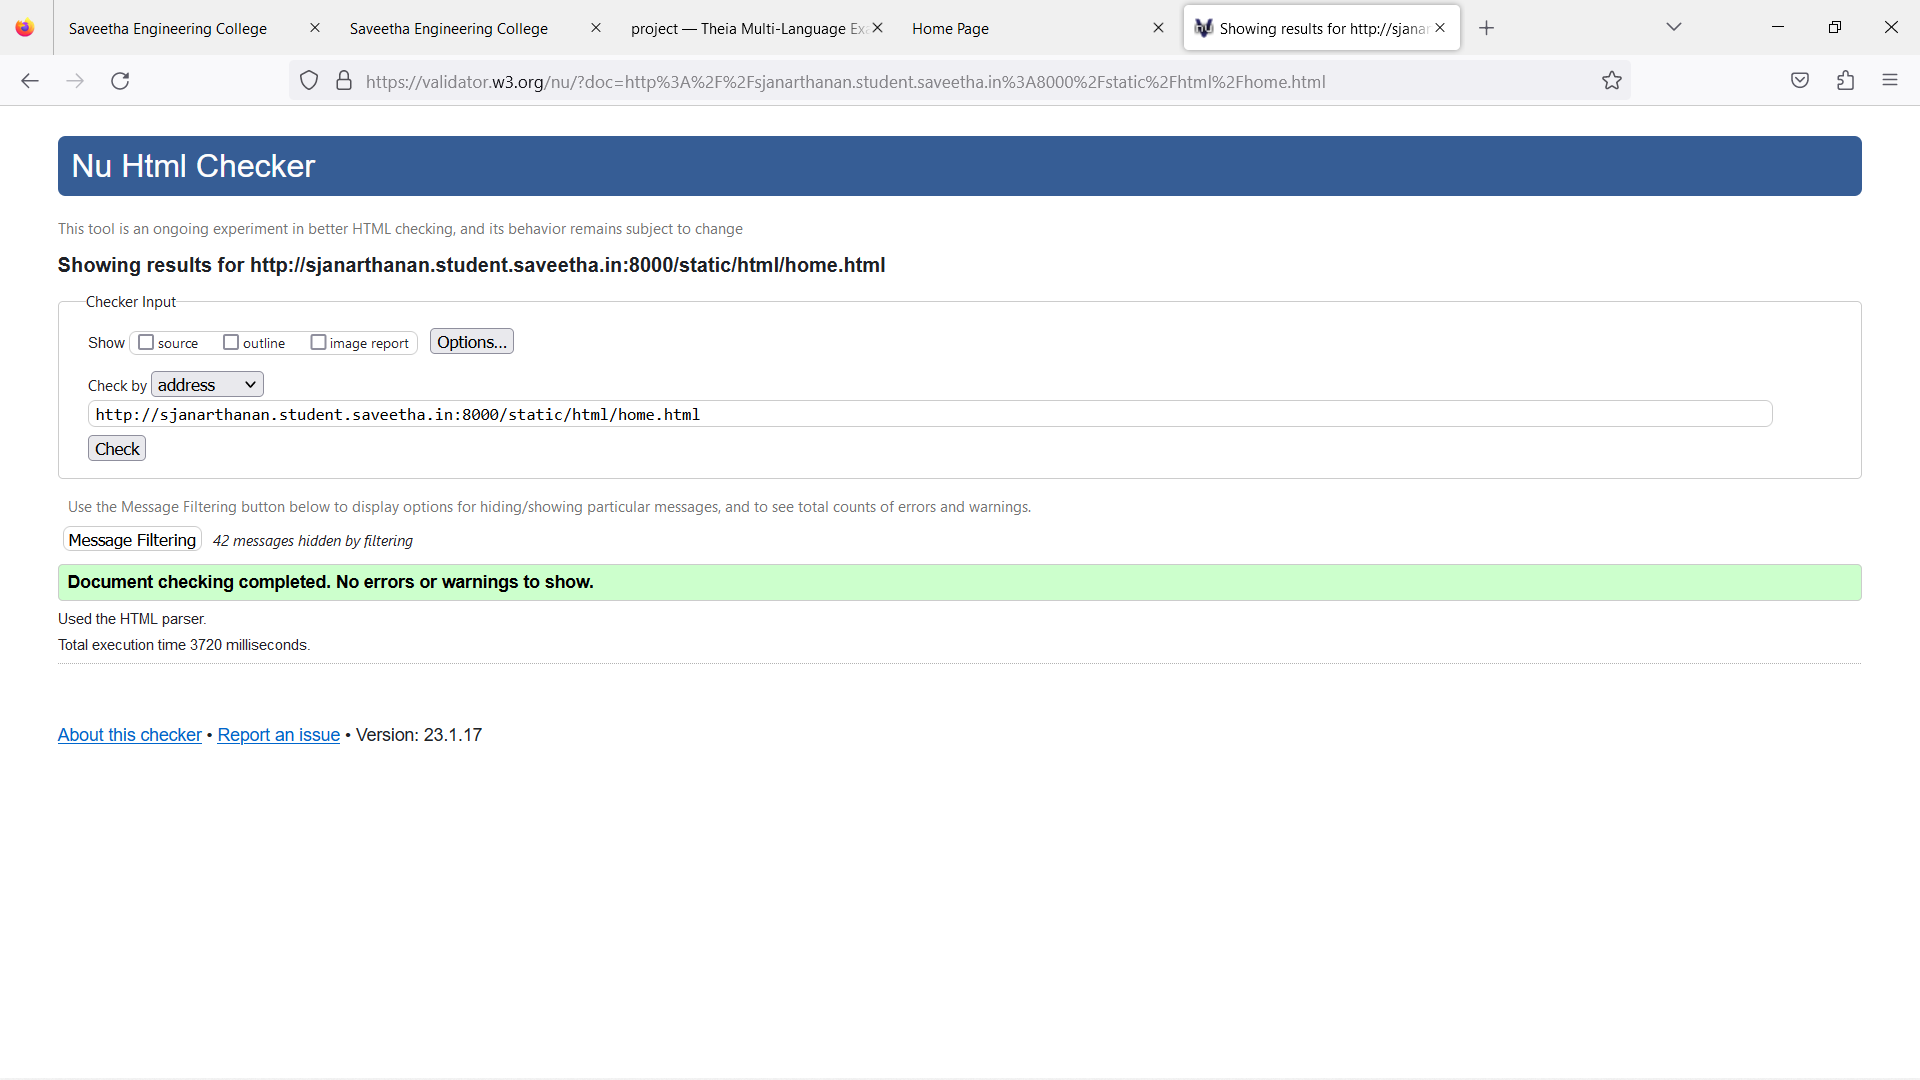 Saveetha Engineering College
Saveetha Engineering College
project — Theia Multi-Language Ex
Home Page
Showing results for http://sjanar
https://validator.w3.org/nu/?doc=http%3A%2F%2Fsjanarthanan.student.saveetha.in%3A8000%2Fstatic%2Fhtml%2Fhome.html
Nu Html Checker
This tool is an ongoing experiment in better HTML checking, and its behavior remains subject to change
Showing results for http://sjanarthanan.student.saveetha.in:8000/static/html/home.html
Checker Input
Show source outline image report Options...
Check by address
http://sjanarthanan.student.saveetha.in:8000/static/html/home.html
Check
Use the Message Filtering button below to display options for hiding/showing particular messages, and to see total counts of errors and warnings.
Message Filtering 42 messages hidden by filtering
Document checking completed. No errors or warnings to show.
Used the HTML parser.
Total execution time 3720 milliseconds.
About this checker • Report an issue • Version: 23.1.17